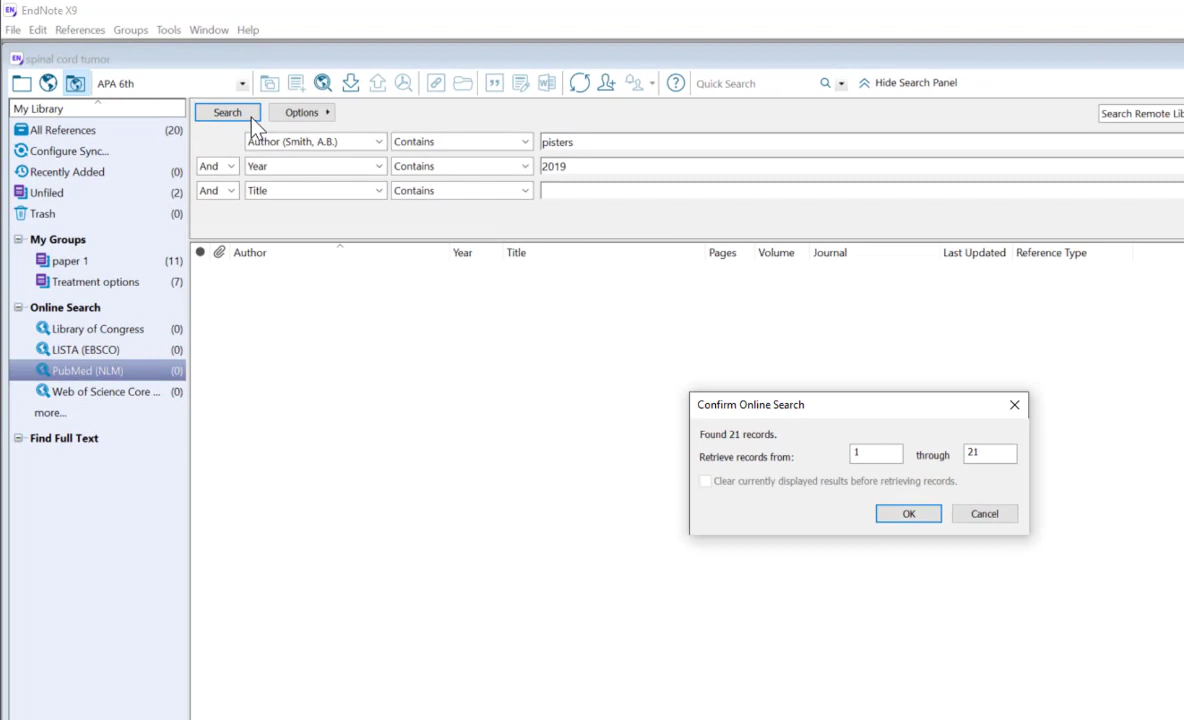 EndNote X9
File Edit References Groups Tools Window Help
spinal cord tumor
APA 6th
Quick Search
Hide Search Panel
My Library
All References (20)
Configure Sync...
Recently Added (0)
Unfiled (2)
Trash (0)
My Groups
paper 1 (11)
Treatment options (7)
Online Search
Library of Congress (0)
LISTA (EBSCO) (0)
PubMed (NLM) (0)
Web of Science Core ... (0)
more...
Find Full Text
Search Options
Search Remote Lib
Author (Smith, A.B.) Contains pisters
And Year Contains 2019
And Title Contains
Author Year Title Pages Volume Journal Last Updated Reference Type
Confirm Online Search
Found 21 records.
Retrieve records from: 1 through 21
Clear currently displayed results before retrieving records.
OK Cancel